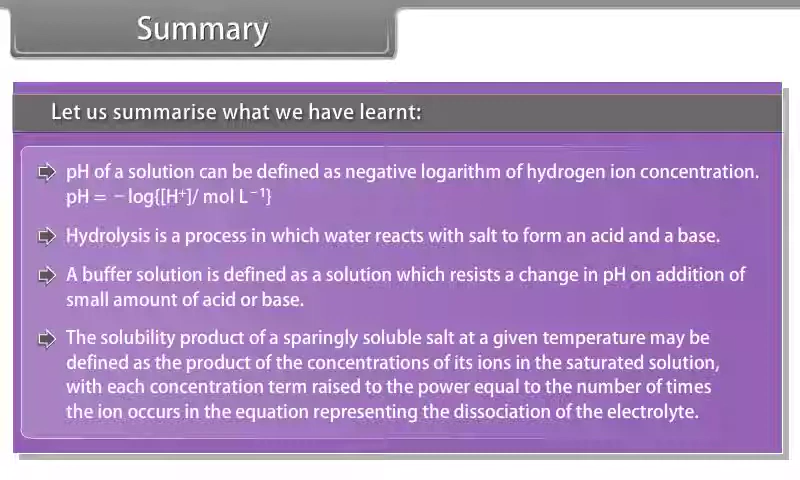 Summary
Let us summarise what we have learnt:
pH of a solution can be defined as negative logarithm of hydrogen ion concentration.
pH = – log{[H⁺]/ mol L⁻¹}
Hydrolysis is a process in which water reacts with salt to form an acid and a base.
A buffer solution is defined as a solution which resists a change in pH on addition of
small amount of acid or base.
The solubility product of a sparingly soluble salt at a given temperature may be
defined as the product of the concentrations of its ions in the saturated solution,
with each concentration term raised to the power equal to the number of times
the ion occurs in the equation representing the dissociation of the electrolyte.